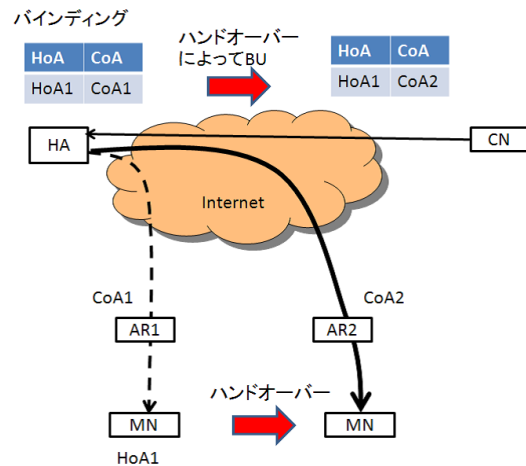 バインディング
HoA CoA
HoA1 CoA1
ハンドオーバー
によってBU
HoA CoA
HoA1 CoA2
HA
CN
Internet
CoA1
CoA2
AR1
AR2
ハンドオーバー
MN
MN
HoA1